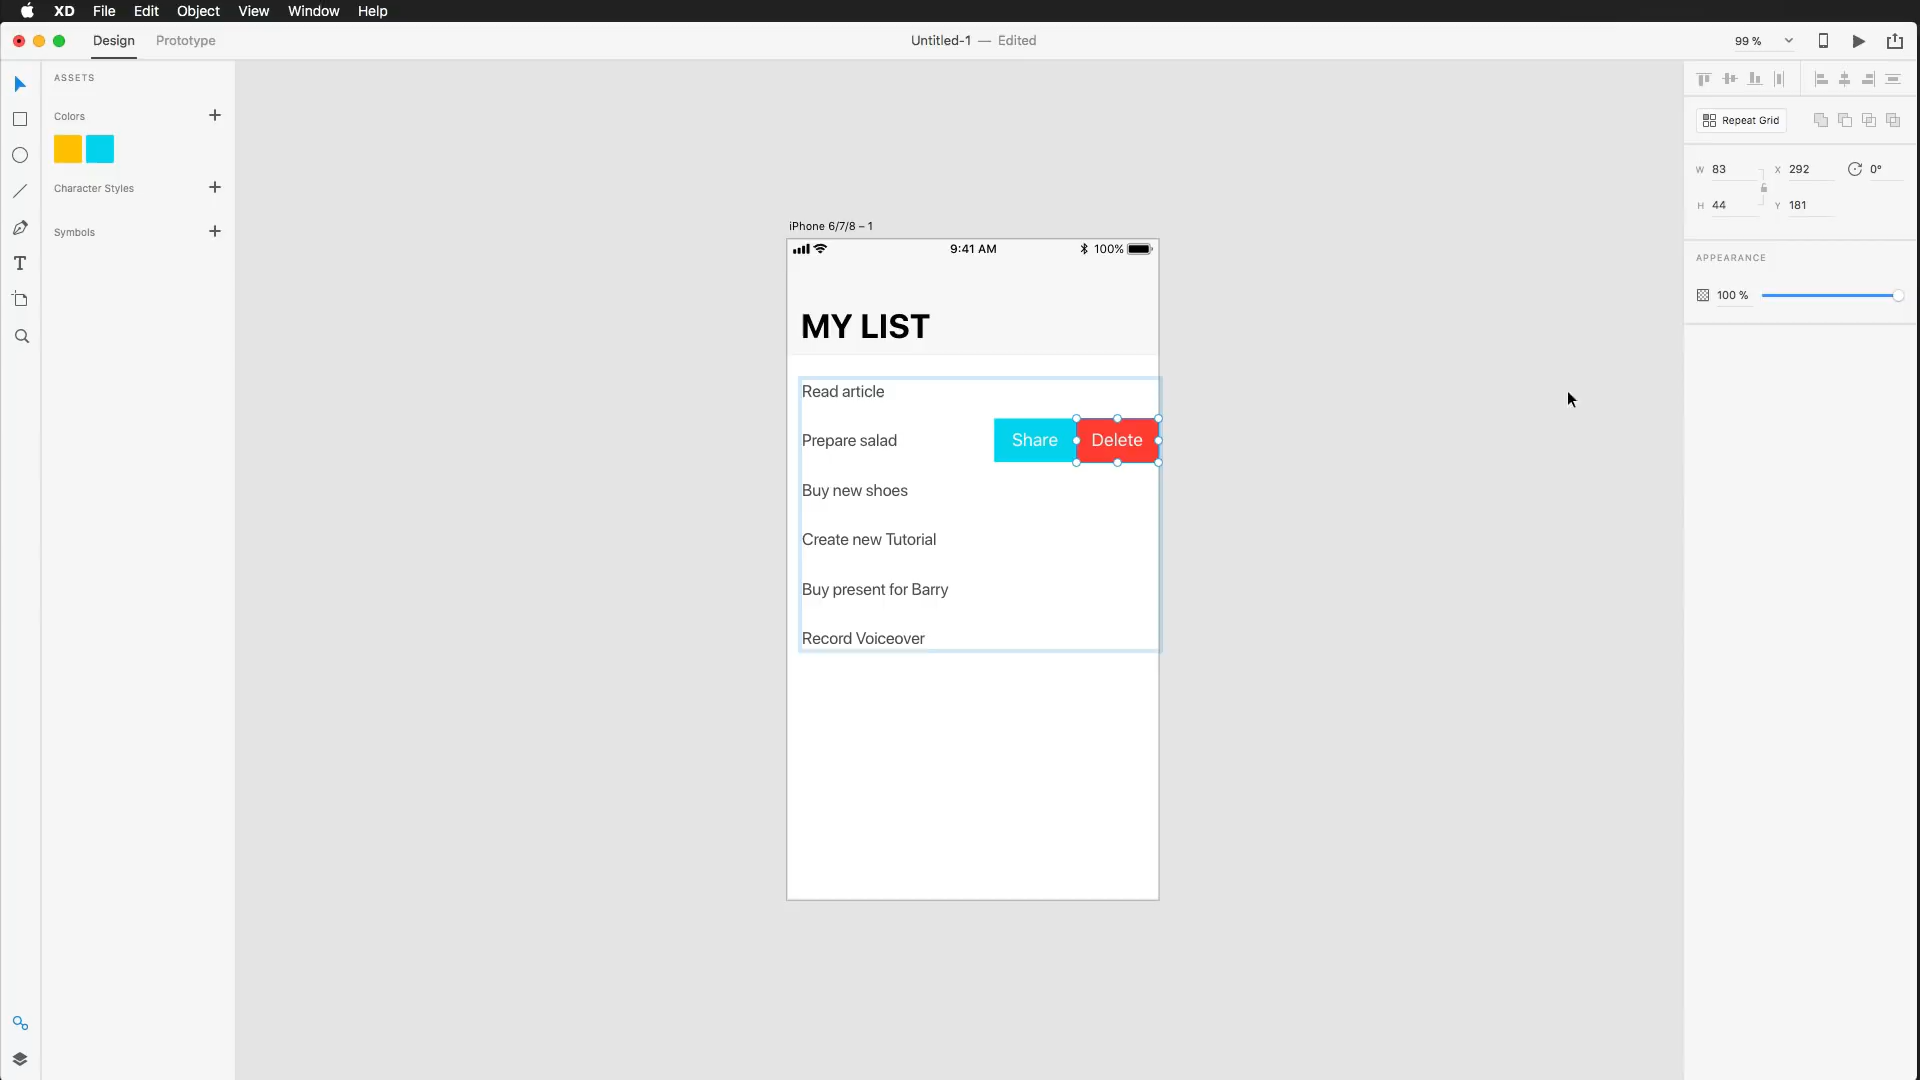 XD File Edit Object View Window Help
Design Prototype Untitled-1 — Edited 99 %
ASSETS
Colors
Character Styles
Symbols
iPhone 6/7/8 – 1
9:41 AM 100%
MY LIST
Read article
Prepare salad Share Delete
Buy new shoes
Create new Tutorial
Buy present for Barry
Record Voiceover
Repeat Grid
W 83 X 292 0°
H 44 Y 181
APPEARANCE
100 %